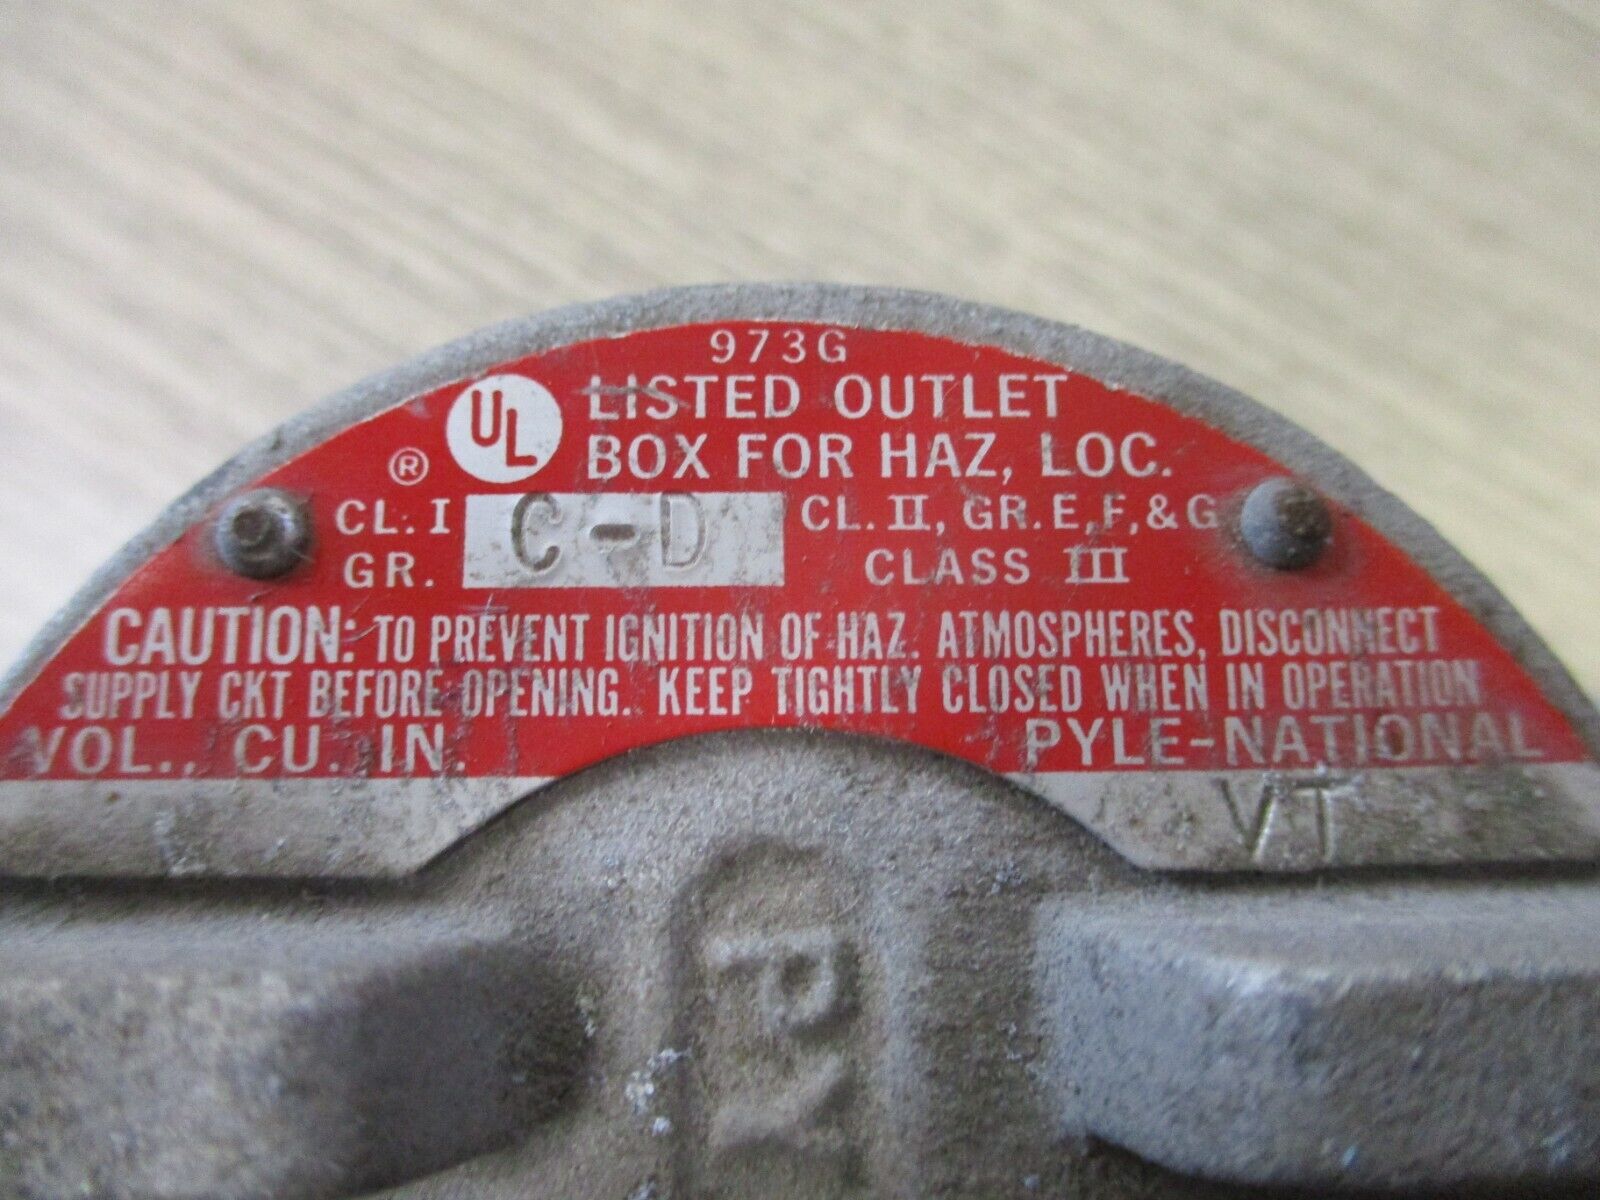 973G
UL LISTED OUTLET
® BOX FOR HAZ, LOC.
CL. I C-D CL. II, GR. E, F, & G
GR. CLASS III
CAUTION: TO PREVENT IGNITION OF HAZ. ATMOSPHERES, DISCONNECT
SUPPLY CKT BEFORE OPENING. KEEP TIGHTLY CLOSED WHEN IN OPERATION
VOL., CU. IN. PYLE-NATIONAL
VT